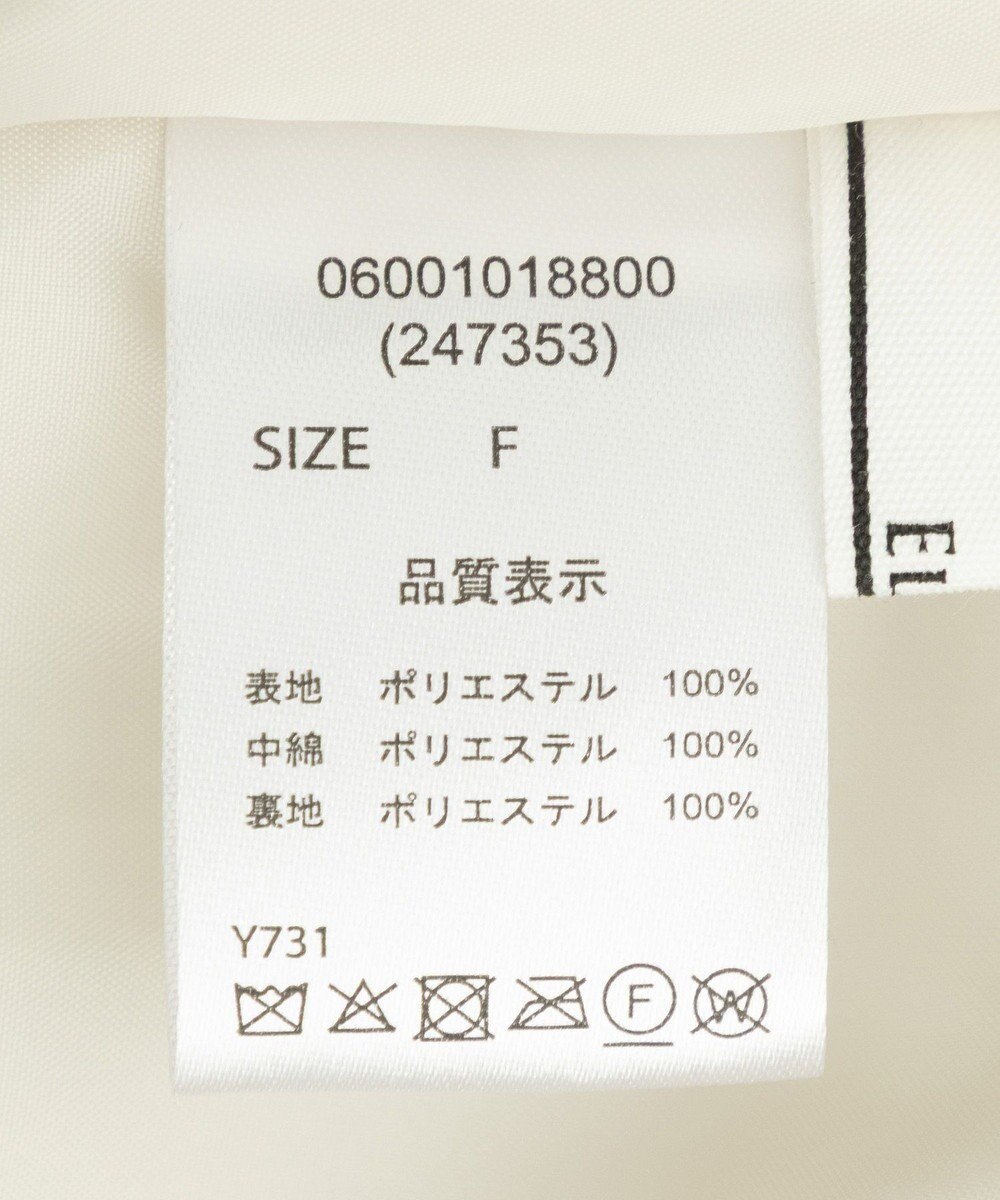 06001018800
(247353)
SIZE F
品質表示
表地 ポリエステル 100%
中綿 ポリエステル 100%
裏地 ポリエステル 100%
Y731
F W